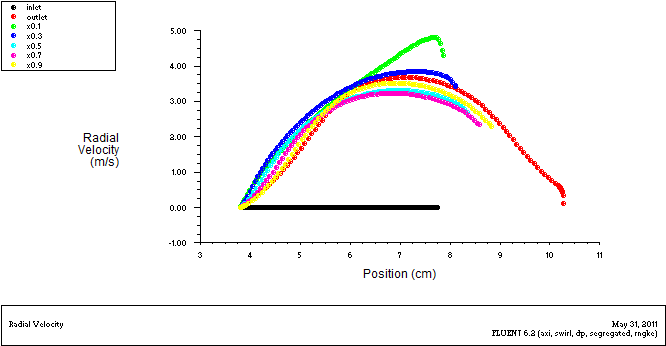 inlet
outlet
x0.1
x0.3
x0.5
x0.7
x0.9
5.00
4.00
3.00
2.00
1.00
0.00
-1.00
Radial
Velocity
(m/s)
3 4 5 6 7 8 9 10 11
Position (cm)
Radial Velocity
May 31, 2011
FLUENT 6.2 (axi, swirl, dp, segregated, rngke)